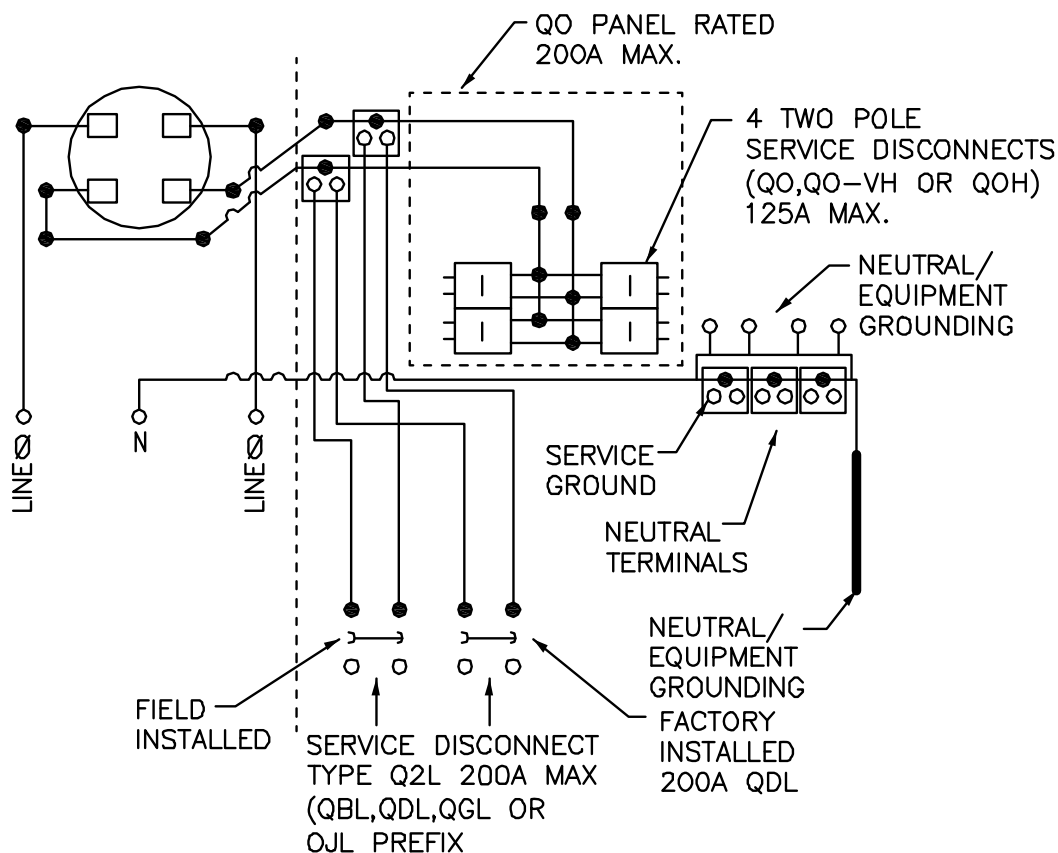 QO PANEL RATED
200A MAX.
4 TWO POLE
SERVICE DISCONNECTS
(QO,QO-VH OR QOH)
125A MAX.
NEUTRAL/
EQUIPMENT
GROUNDING
LINEØ
N
LINEØ
SERVICE
GROUND
NEUTRAL
TERMINALS
NEUTRAL/
EQUIPMENT
GROUNDING
FIELD
INSTALLED
SERVICE DISCONNECT
TYPE Q2L 200A MAX
(QBL,QDL,QGL OR
OJL PREFIX
FACTORY
INSTALLED
200A QDL